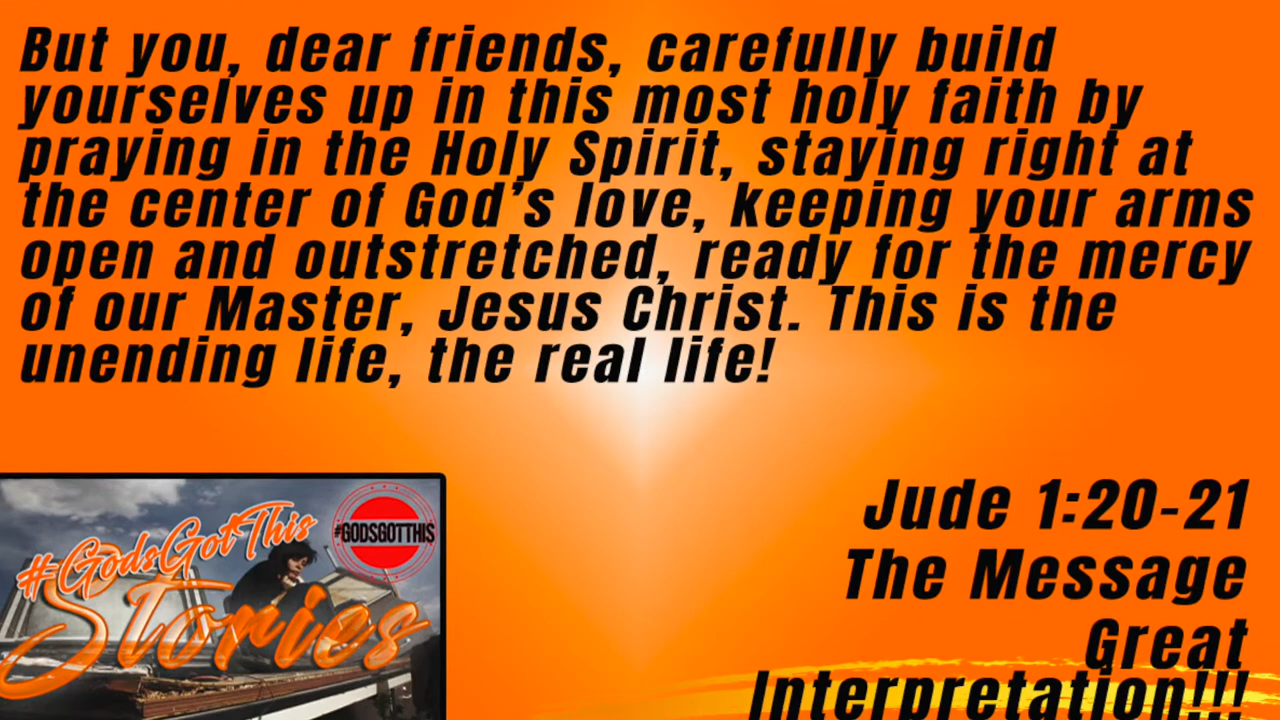 But you, dear friends, carefully build
yourselves up in this most holy faith by
praying in the Holy Spirit, staying right at
the center of God’s love, keeping your arms
open and outstretched, ready for the mercy
of our Master, Jesus Christ. This is the
unending life, the real life!
#GodsGotThis
Stories
#GODSGOTTHIS
Jude 1:20-21
The Message
Great
Interpretation!!!